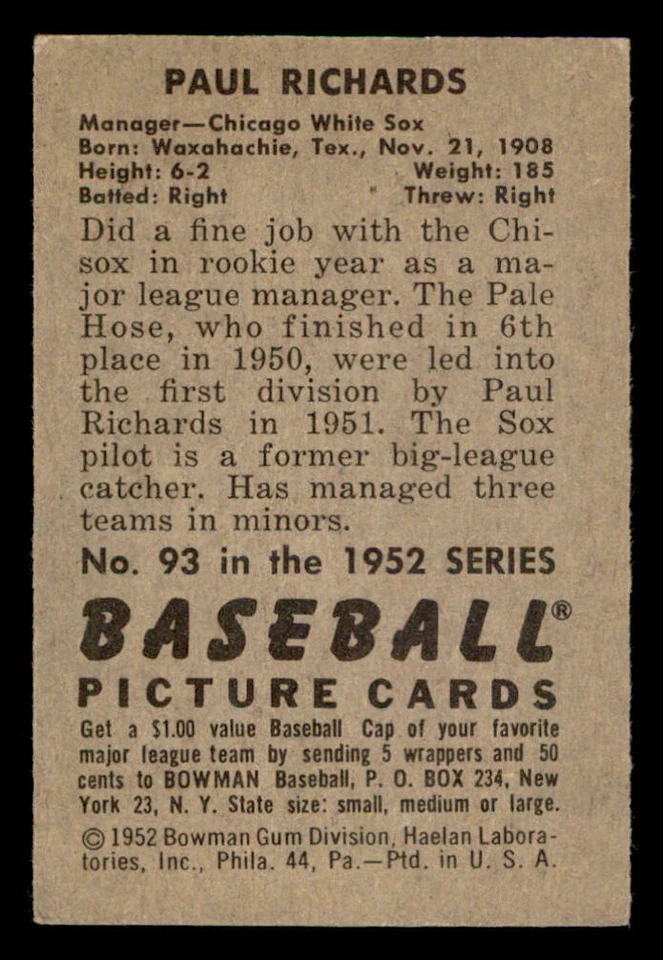 PAUL RICHARDS
Manager—Chicago White Sox
Born: Waxahachie, Tex., Nov. 21, 1908
Height: 6-2 Weight: 185
Batted: Right Threw: Right
Did a fine job with the Chi-
sox in rookie year as a ma-
jor league manager. The Pale
Hose, who finished in 6th
place in 1950, were led into
the first division by Paul
Richards in 1951. The Sox
pilot is a former big-league
catcher. Has managed three
teams in minors.
No. 93 in the 1952 SERIES
BASEBALL®
PICTURE CARDS
Get a $1.00 value Baseball Cap of your favorite
major league team by sending 5 wrappers and 50
cents to BOWMAN Baseball, P. O. BOX 234, New
York 23, N. Y. State size: small, medium or large.
© 1952 Bowman Gum Division, Haelan Labora-
tories, Inc., Phila. 44, Pa.—Ptd. in U. S. A.